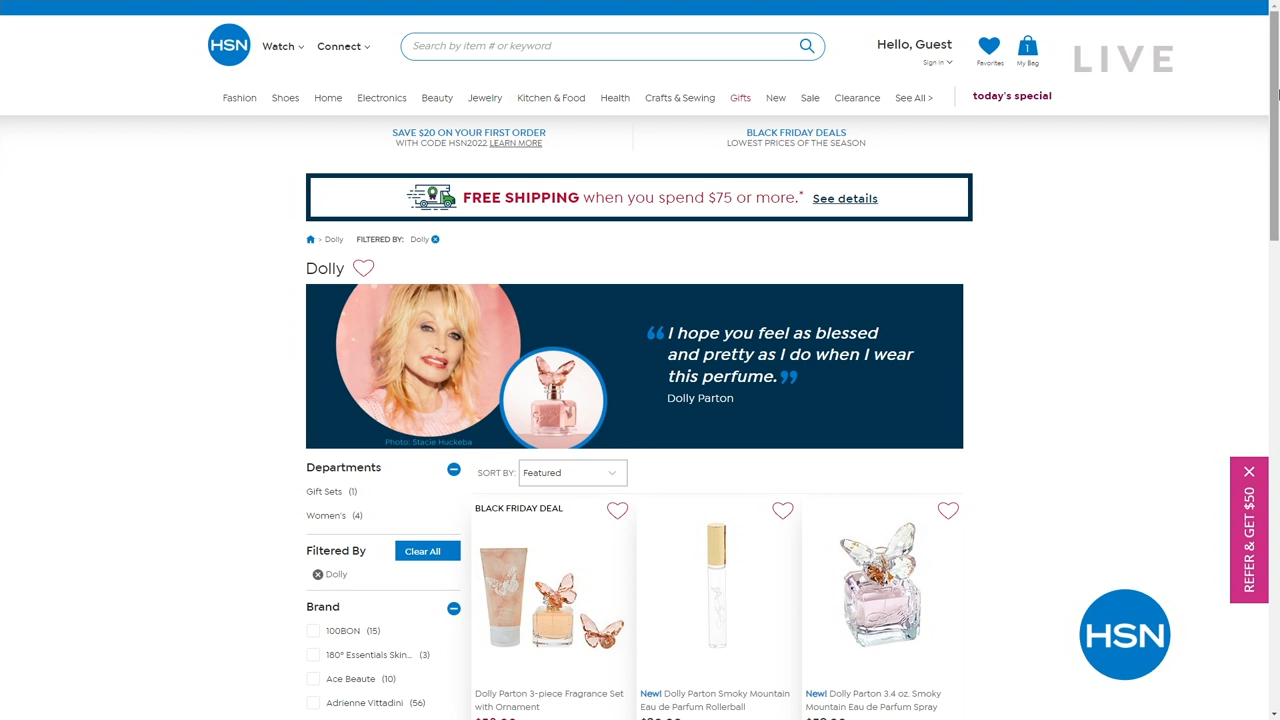 HSN
Watch
Connect
Search by item # or keyword
Hello, Guest
Sign In
Favorites
1
My Bag
LIVE
Fashion Shoes Home Electronics Beauty Jewelry Kitchen & Food Health Crafts & Sewing Gifts New Sale Clearance See All >
today's special
SAVE $20 ON YOUR FIRST ORDER
WITH CODE HSN2022 LEARN MORE
BLACK FRIDAY DEALS
LOWEST PRICES OF THE SEASON
FREE SHIPPING when you spend $75 or more.* See details
> Dolly FILTERED BY: Dolly
Dolly
“ I hope you feel as blessed
and pretty as I do when I wear
this perfume. ”
Dolly Parton
Photo: Stacie Huckeba
Departments
Gift Sets (1)
Women's (4)
Filtered By
Clear All
Dolly
Brand
100BON (15)
180° Essentials Skin... (3)
Ace Beaute (10)
Adrienne Vittadini (56)
SORT BY: Featured
BLACK FRIDAY DEAL
Dolly Parton 3-piece Fragrance Set
with Ornament
New! Dolly Parton Smoky Mountain
Eau de Parfum Rollerball
New! Dolly Parton 3.4 oz. Smoky
Mountain Eau de Parfum Spray
REFER & GET $50
HSN